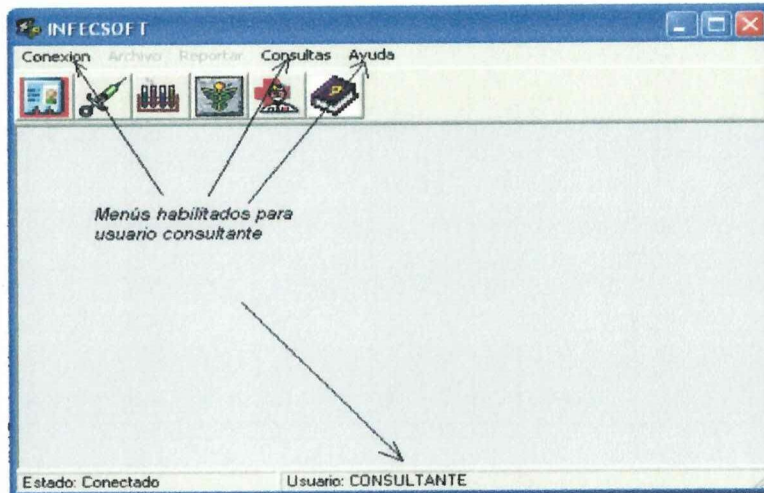 INFECSOFT
Conexion Archivo Reportar Consultas Ayuda
Menús habilitados para
usuario consultante
Estado: Conectado Usuario: CONSULTANTE